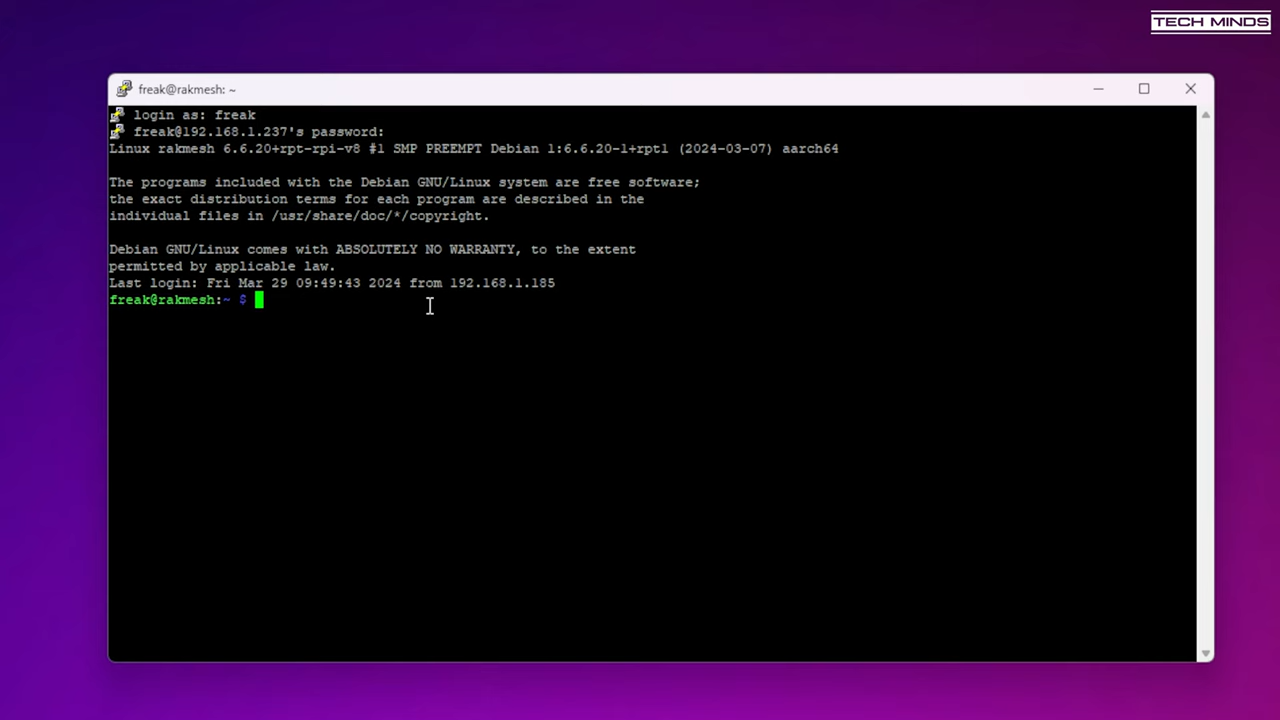 TECH MINDS
freak@rakmesh: ~
login as: freak
freak@192.168.1.237's password:
Linux rakmesh 6.6.20+rpt-rpi-v8 #1 SMP PREEMPT Debian 1:6.6.20-1+rpt1 (2024-03-07) aarch64
The programs included with the Debian GNU/Linux system are free software;
the exact distribution terms for each program are described in the
individual files in /usr/share/doc/*/copyright.
Debian GNU/Linux comes with ABSOLUTELY NO WARRANTY, to the extent
permitted by applicable law.
Last login: Fri Mar 29 09:49:43 2024 from 192.168.1.185
freak@rakmesh:~ $